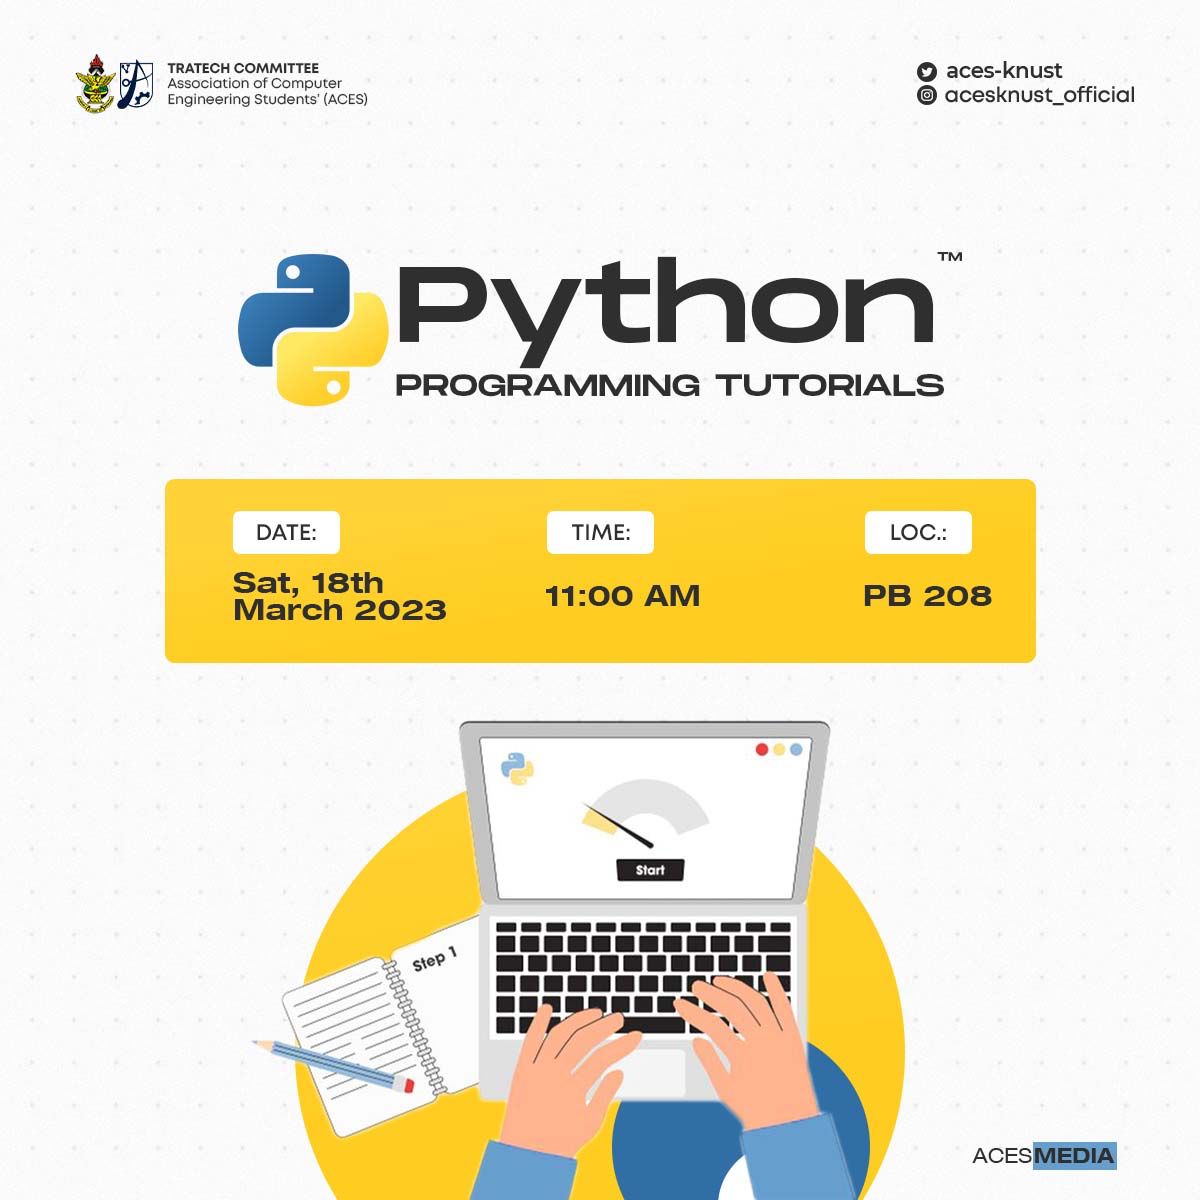 TRATECH COMMITTEE
Association of Computer
Engineering Students' (ACES)
aces-knust
acesknust_official
Python™
PROGRAMMING TUTORIALS
DATE:
Sat, 18th
March 2023
TIME:
11:00 AM
LOC.:
PB 208
Start
Step 1
ACESMEDIA